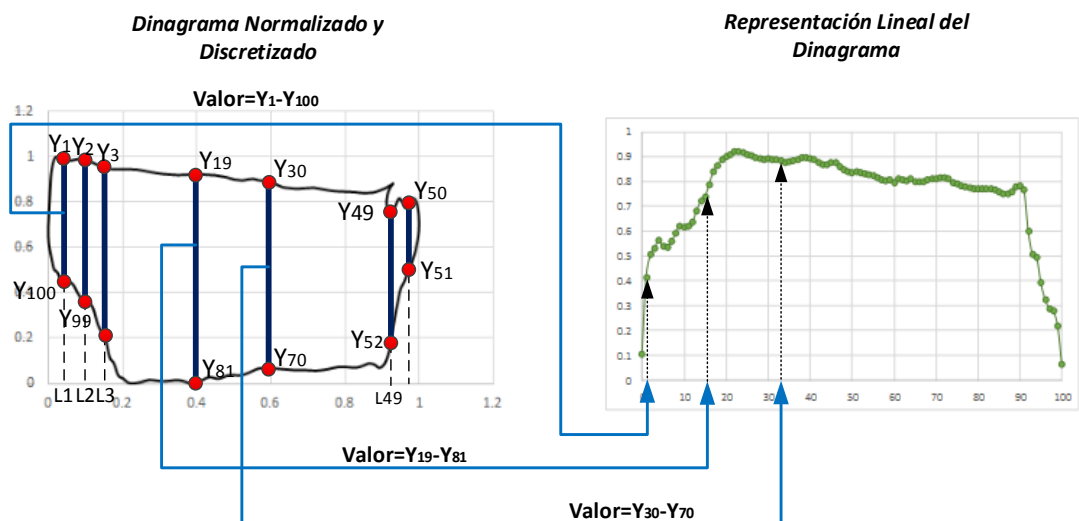 Dinagrama Normalizado y
Discretizado
Representación Lineal del
Dinagrama
Valor=Y1-Y100
1.2
1
0.8
0.6
0.4
0.2
0
Y1 Y2 Y3
Y19
Y30
Y49
Y50
Y51
Y52
Y100
Y99
Y81
Y70
L1 L2 L3
L49
0 0.2 0.4 0.6 0.8 1 1.2
1
0.9
0.8
0.7
0.6
0.5
0.4
0.3
0.2
0.1
0
10 20 30 40 50 60 70 80 90 100
Valor=Y19-Y81
Valor=Y30-Y70